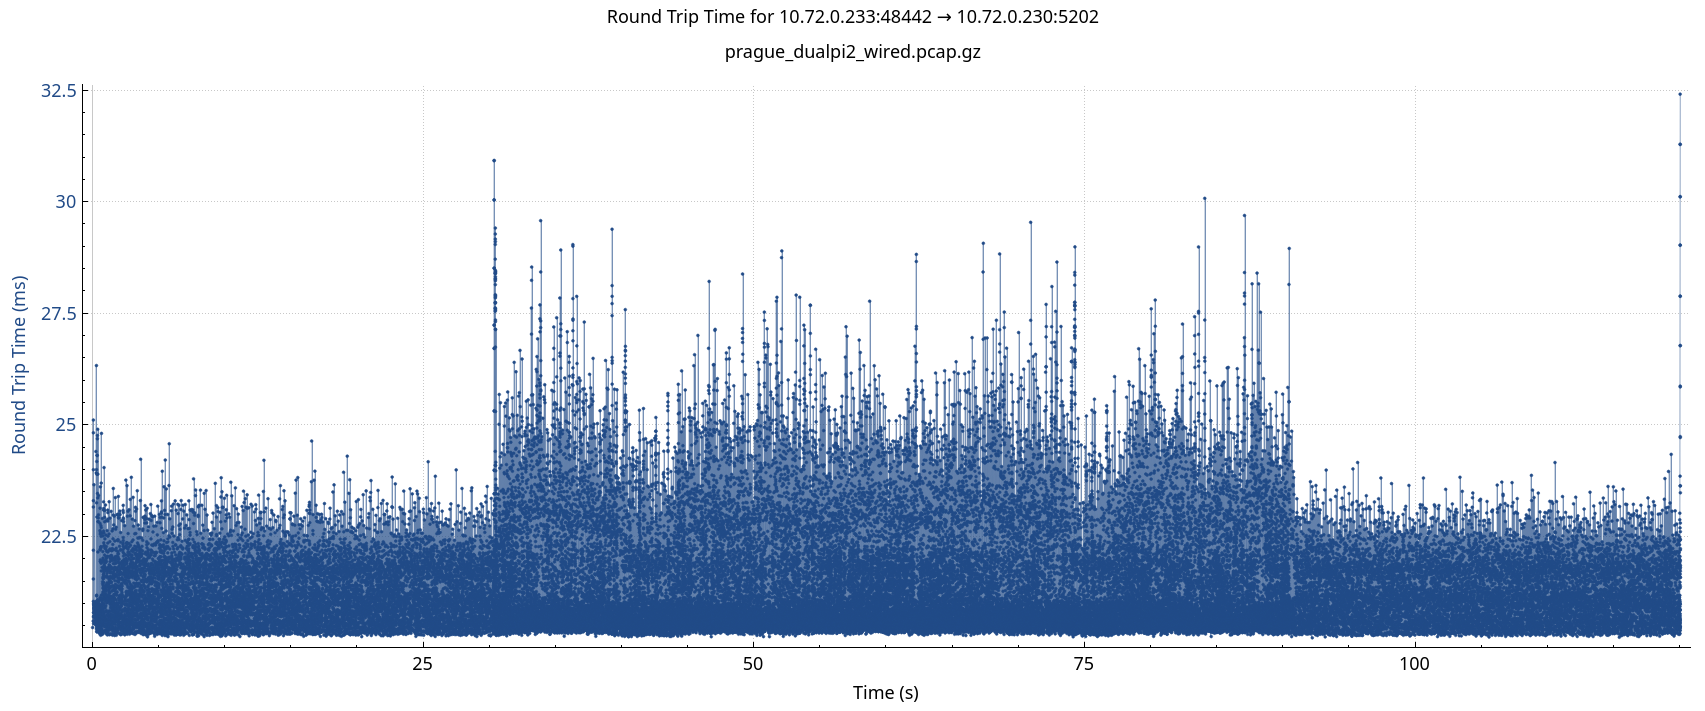 Round Trip Time for 10.72.0.233:48442 → 10.72.0.230:5202
prague_dualpi2_wired.pcap.gz
Round Trip Time (ms)
32.5
30
27.5
25
22.5
0 25 50 75 100
Time (s)